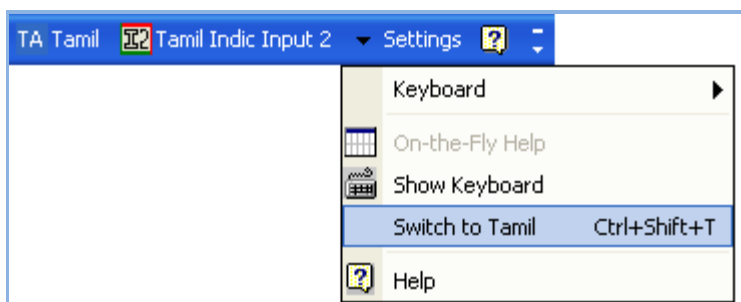 TA Tamil I2 Tamil Indic Input 2 Settings ?
Keyboard
On-the-Fly Help
Show Keyboard
Switch to Tamil Ctrl+Shift+T
? Help